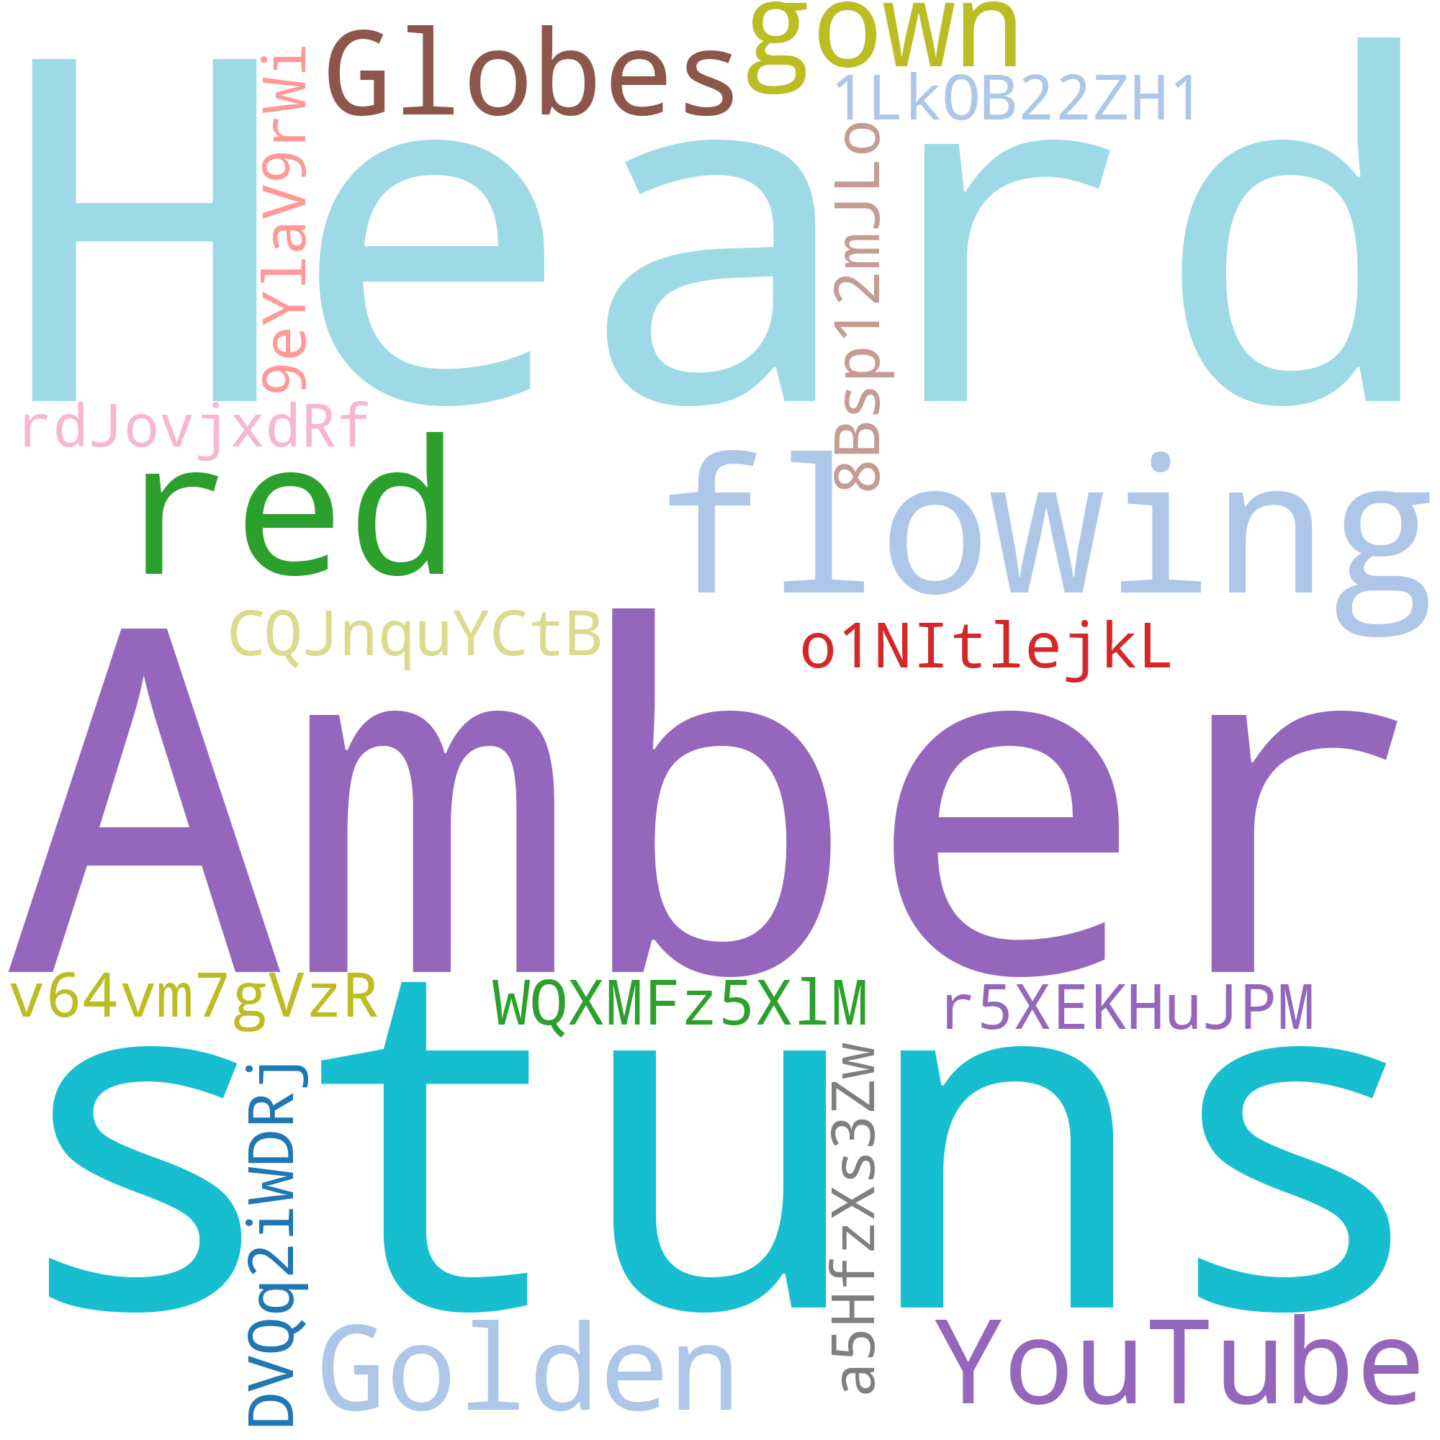 gown
Globes
1LkOB22ZH1
Heard
9eYlaV9rWi
8Bsp12mJLo
rdJovjxdRf
red
flowing
CQJnquYCtB
o1NItlejkL
Amber
v64vm7gVzR
WQXMFz5XlM
r5XEKHuJPM
stuns
DVQq2iWDRj
a5HfzXs3Zw
Golden
YouTube